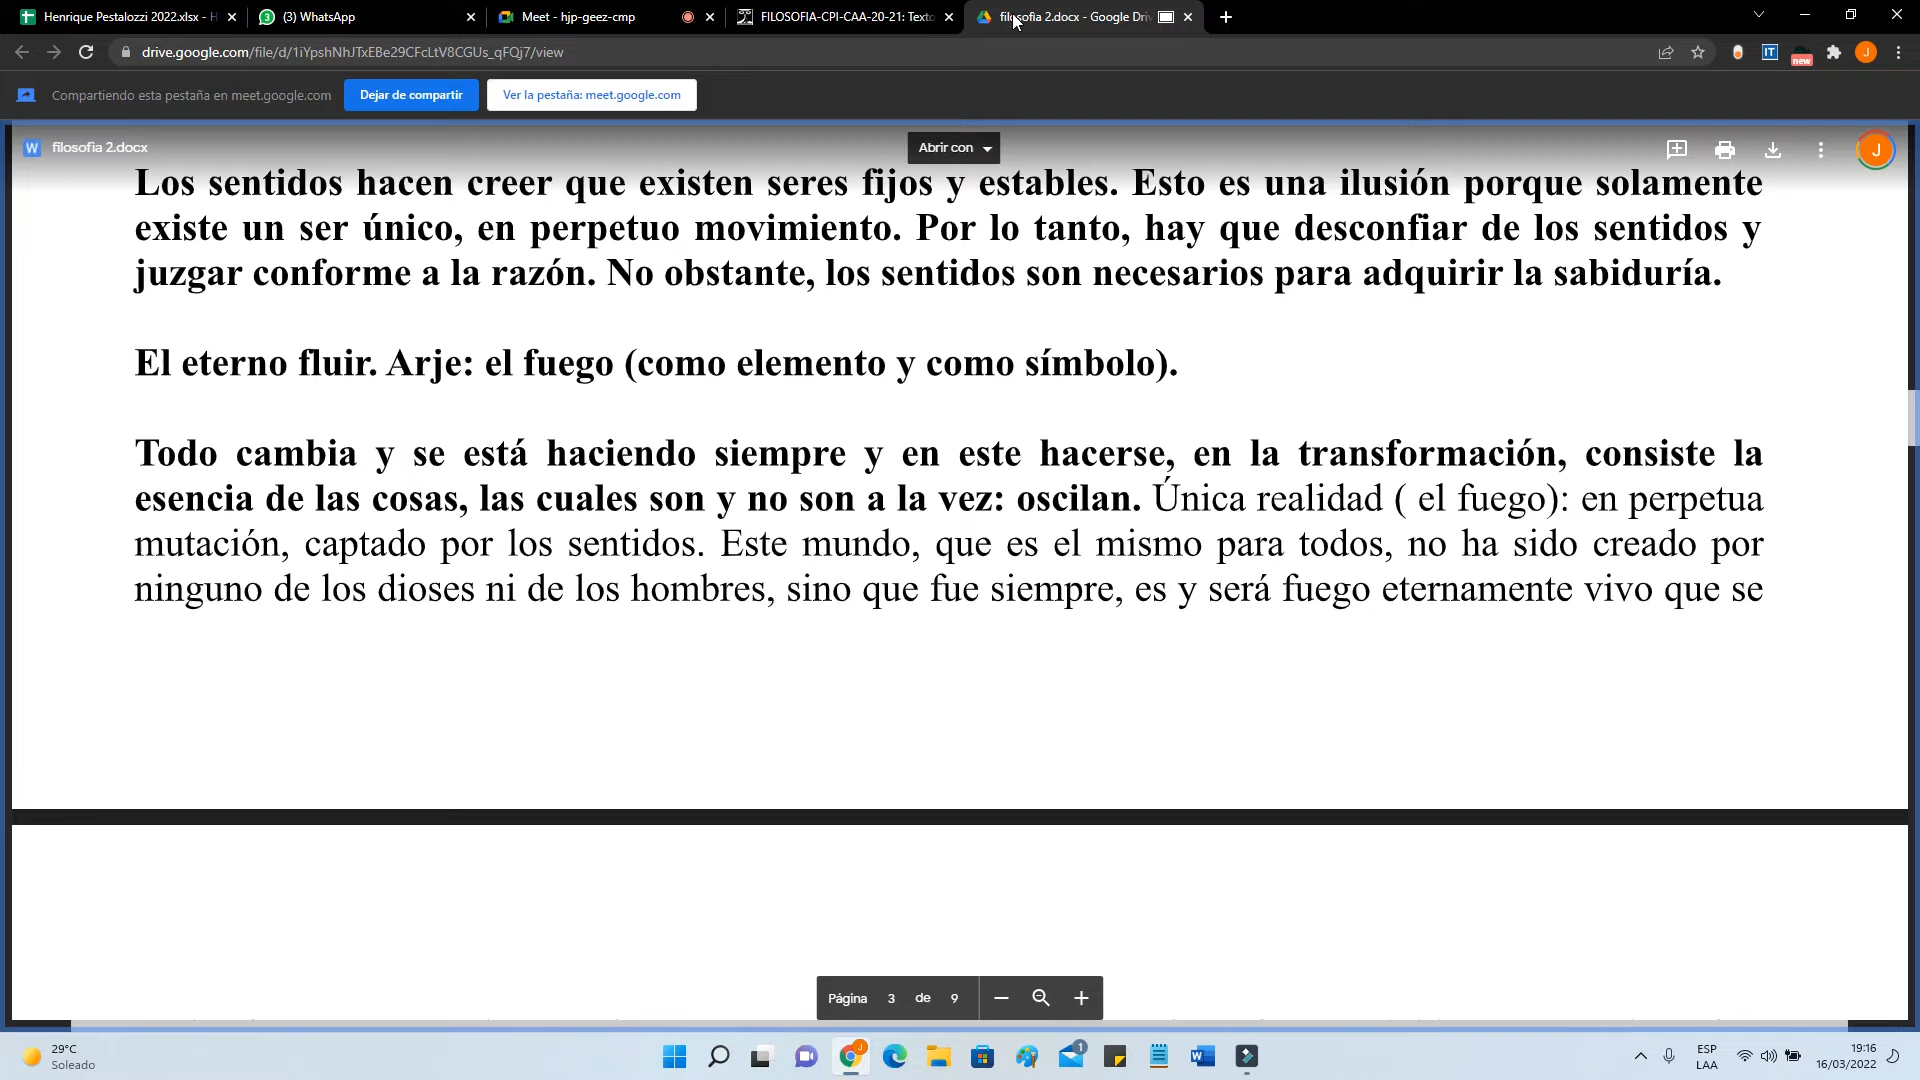 Henrique Pestalozzi 2022.xlsx - H
(3) WhatsApp
Meet - hjp-geez-cmp
FILOSOFIA-CPI-CAA-20-21: Texto
filosofia 2.docx - Google Driv
drive.google.com/file/d/1iYpshNhJTxEBe29CFcLtV8CGUs_qFQj7/view
IT
new
J
Compartiendo esta pestaña en meet.google.com
Dejar de compartir
Ver la pestaña: meet.google.com
W
filosofia 2.docx
Abrir con
J
Los sentidos hacen creer que existen seres fijos y estables. Esto es una ilusión porque solamente
existe un ser único, en perpetuo movimiento. Por lo tanto, hay que desconfiar de los sentidos y
juzgar conforme a la razón. No obstante, los sentidos son necesarios para adquirir la sabiduría.
El eterno fluir. Arje: el fuego (como elemento y como símbolo).
Todo cambia y se está haciendo siempre y en este hacerse, en la transformación, consiste la
esencia de las cosas, las cuales son y no son a la vez: oscilan. Única realidad ( el fuego): en perpetua
mutación, captado por los sentidos. Este mundo, que es el mismo para todos, no ha sido creado por
ninguno de los dioses ni de los hombres, sino que fue siempre, es y será fuego eternamente vivo que se
Página 3 de 9
29°C
Soleado
1
ESP
LAA
19:16
16/03/2022